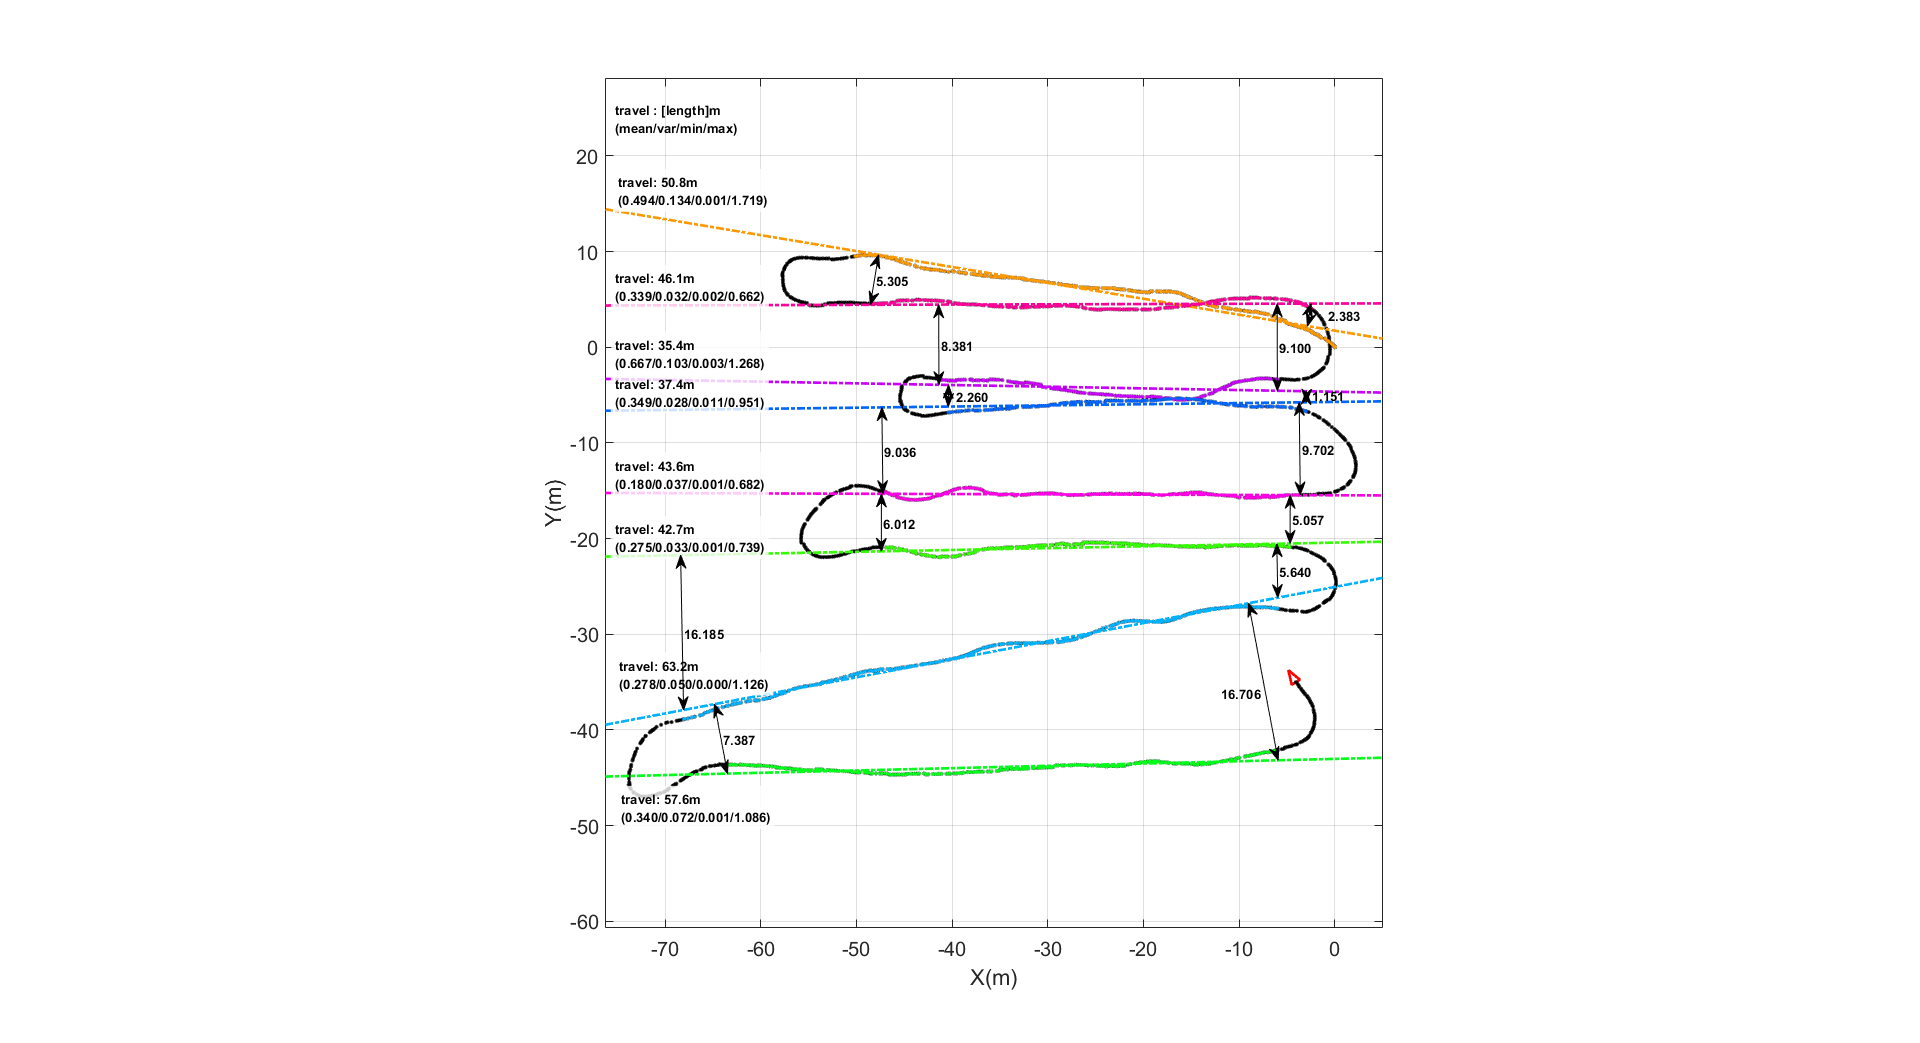 travel : [length]m
(mean/var/min/max)
20
travel: 50.8m
(0.494/0.134/0.001/1.719)
10
5.305
travel: 46.1m
(0.339/0.032/0.002/0.662)
2.383
0
8.381
9.100
travel: 35.4m
(0.667/0.103/0.003/1.268)
travel: 37.4m
(0.349/0.028/0.011/0.951)
2.260
1.151
-10
9.036
9.702
travel: 43.6m
(0.180/0.037/0.001/0.682)
Y(m)
6.012
5.057
-20
travel: 42.7m
(0.275/0.033/0.001/0.739)
5.640
-30
16.185
travel: 63.2m
(0.278/0.050/0.000/1.126)
16.706
-40
7.387
travel: 57.6m
(0.340/0.072/0.001/1.086)
-50
-60
-70 -60 -50 -40 -30 -20 -10 0
X(m)